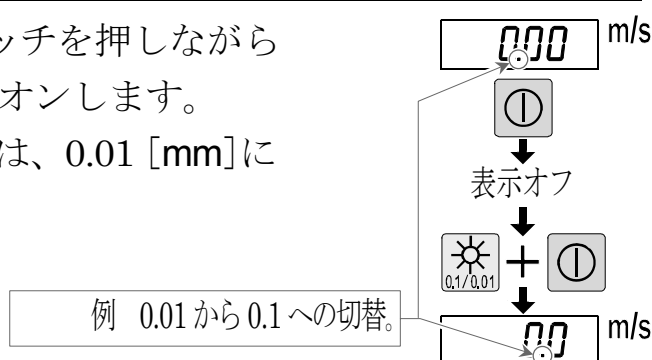 ッチを押しながら
オンします。
は、0.01 [mm]に
0.00 m/s
表示オフ
0.1/0.01
+
例 0.01から0.1への切替。
0.0 m/s